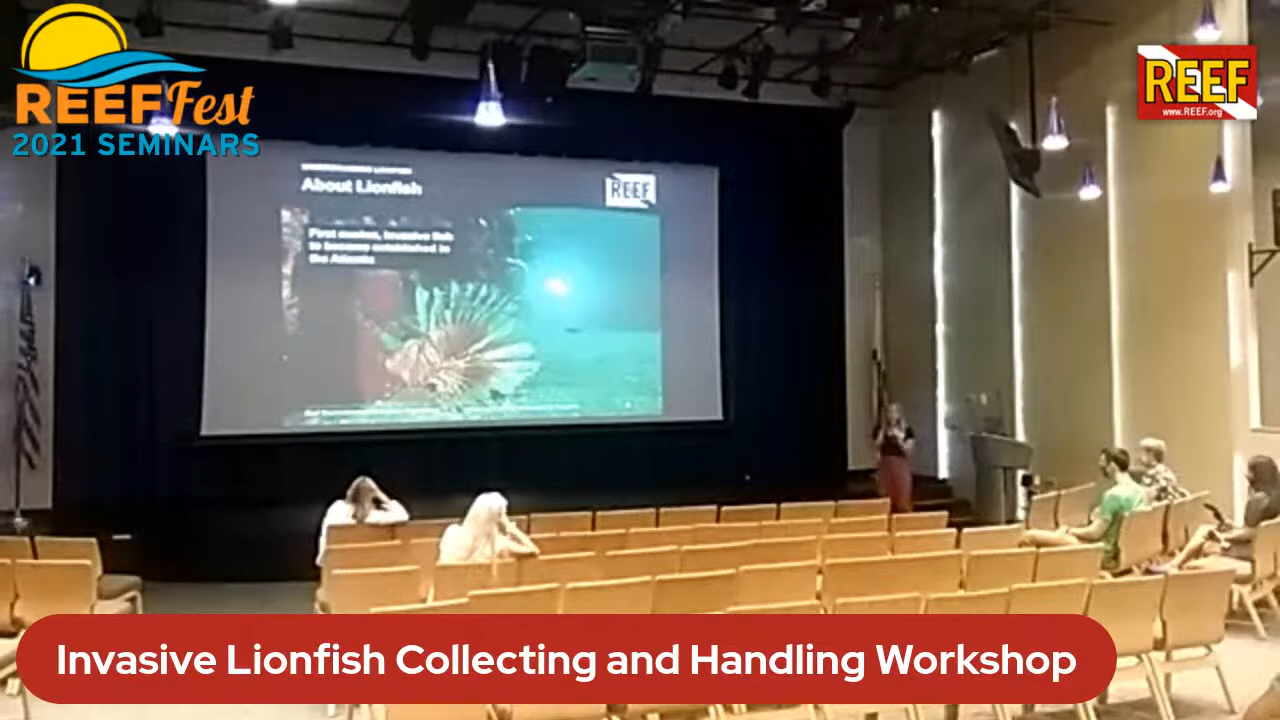 REEF Fest
2021 SEMINARS
REEF
www.REEF.org
About Lionfish
REEF
First marine, invasive fish
to become established in
the Atlantic
Invasive Lionfish Collecting and Handling Workshop